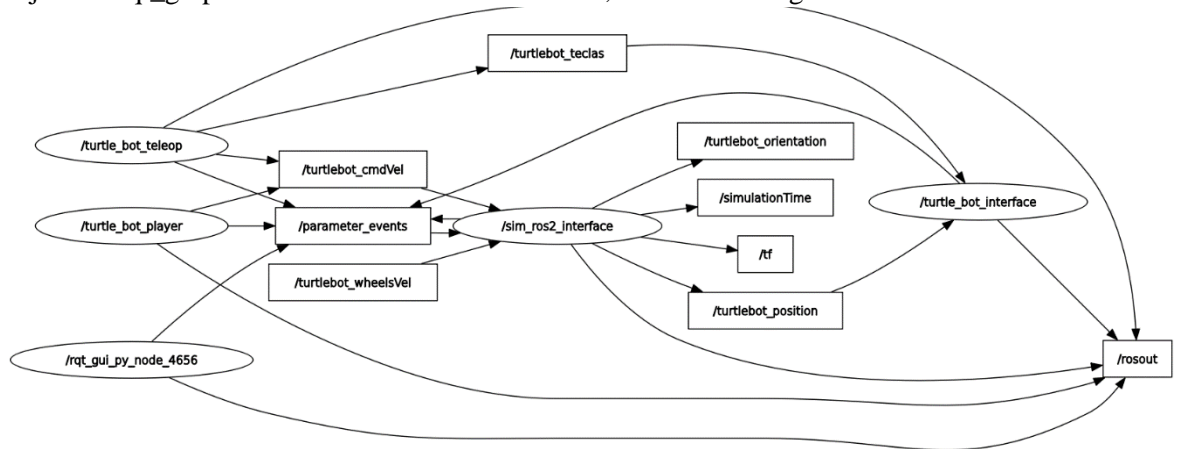 /turtlebot_teclas
/turtle_bot_teleop
/turtlebot_orientation
/turtlebot_cmdVel
/simulationTime
/turtle_bot_interface
/turtle_bot_player
/parameter_events
/sim_ros2_interface
/tf
/turtlebot_wheelsVel
/turtlebot_position
/rqt_gui_py_node_4656
/rosout